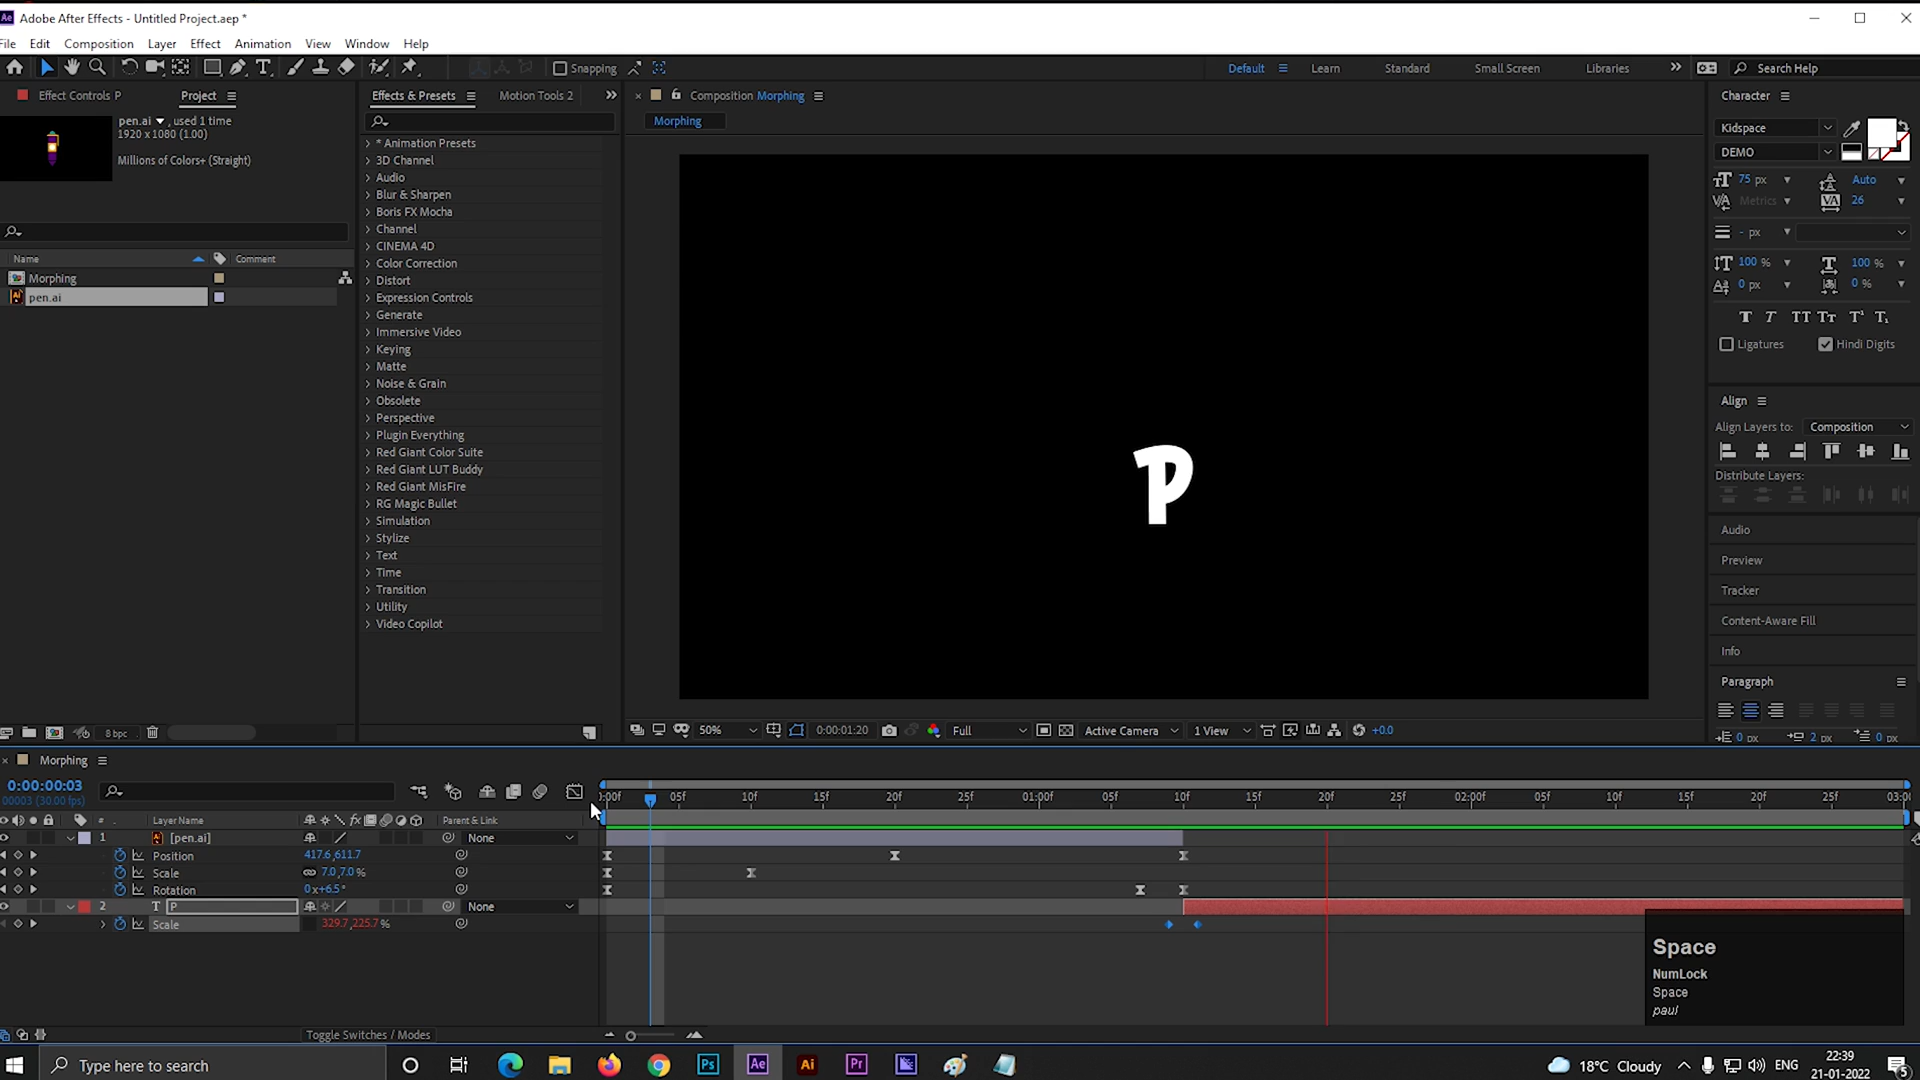 Adobe After Effects - Untitled Project.aep *
File Edit Composition Layer Effect Animation View Window Help
Snapping
Default Learn Standard Small Screen Libraries Search Help
Effect Controls P Project
pen.ai , used 1 time
1920 x 1080 (1.00)
Millions of Colors+ (Straight)
Name Comment
Morphing
pen.ai
8 bpc
Effects & Presets Motion Tools 2
* Animation Presets
3D Channel
Audio
Blur & Sharpen
Boris FX Mocha
Channel
CINEMA 4D
Color Correction
Distort
Expression Controls
Generate
Immersive Video
Keying
Matte
Noise & Grain
Obsolete
Perspective
Plugin Everything
Red Giant Color Suite
Red Giant LUT Buddy
Red Giant MisFire
RG Magic Bullet
Simulation
Stylize
Text
Time
Transition
Utility
Video Copilot
Composition Morphing
Morphing
P
50% 0:00:01:20 Full Active Camera 1 View +0.0
Character
Kidspace
DEMO
75 px Auto
Metrics 26
- px
100 % 100 %
0 px 0 %
Ligatures Hindi Digits
Align
Align Layers to: Composition
Distribute Layers:
Audio
Preview
Tracker
Content-Aware Fill
Info
Paragraph
0 px 2 px 0 px
Morphing
0:00:00:03
00003 (30.00 fps)
:00f 05f 10f 15f 20f 25f 01:00f 05f 10f 15f 20f 25f 02:00f 05f 10f 15f 20f 25f 03:0
# Layer Name Parent & Link
1 [pen.ai] None
Position 417.6,611.7
Scale 7.0,7.0%
Rotation 0x+6.5°
2 T P None
Scale 329.7,225.7%
Toggle Switches / Modes
Space
NumLock
Space
paul
Type here to search
18°C Cloudy ENG
22:39
21-01-2022
5